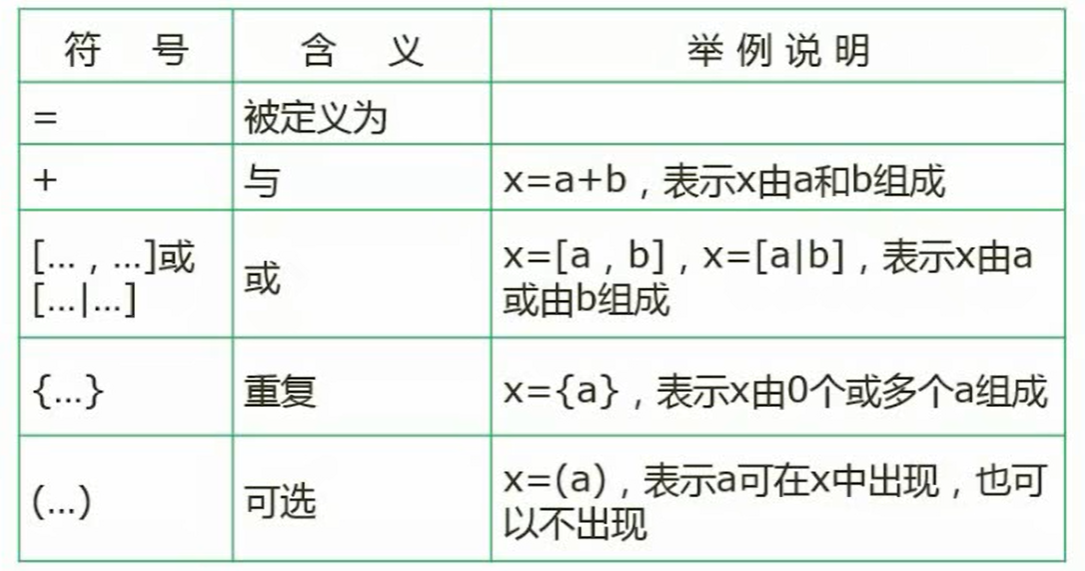 符 号 含 义 举例说明
= 被定义为
+ 与 x=a+b，表示x由a和b组成
[…，…]或
[…|…]
或
x=[a，b]，x=[a|b]，表示x由a
或由b组成
{…} 重复 x={a}，表示x由0个或多个a组成
(…) 可选
x=(a)，表示a可在x中出现，也可
以不出现